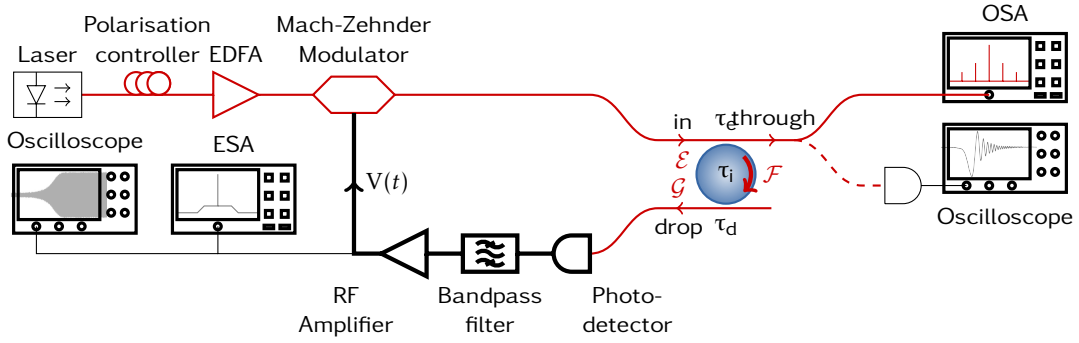 Laser
Polarisation
controller
EDFA
Mach-Zehnder
Modulator
OSA
Oscilloscope
ESA
V(t)
in
τe
through
ℰ
𝒢
τi
ℱ
drop
τd
Oscilloscope
RF
Amplifier
Bandpass
filter
Photo-
detector